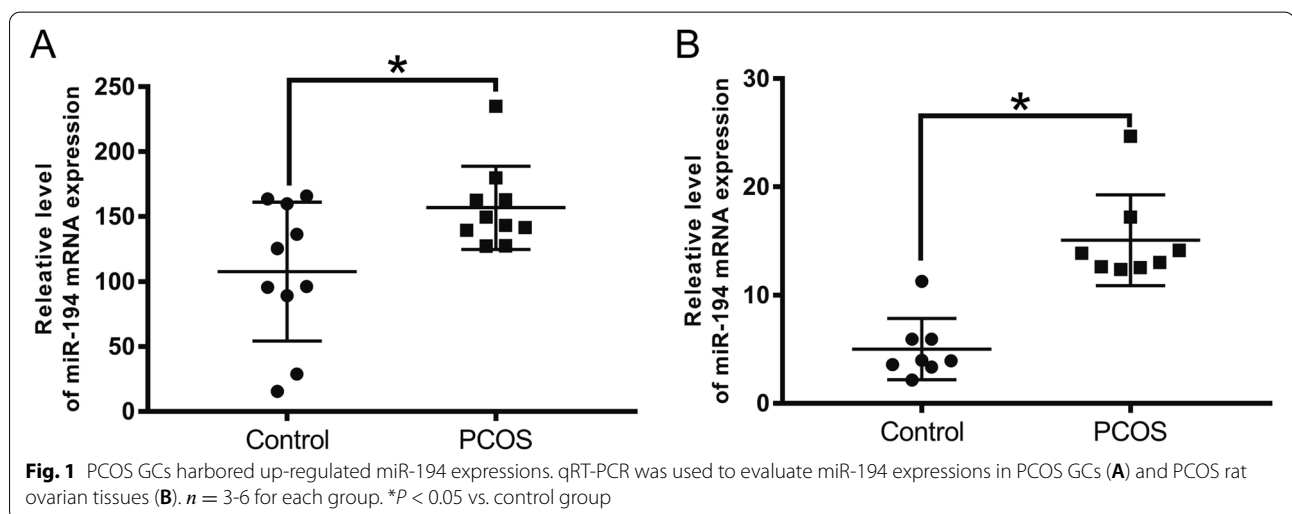 A
*
250
200
150
100
50
0
Releative level
of miR-194 mRNA expression
Control PCOS
B
*
30
20
10
0
Releative level
of miR-194 mRNA expression
Control PCOS
Fig. 1 PCOS GCs harbored up-regulated miR-194 expressions. qRT-PCR was used to evaluate miR-194 expressions in PCOS GCs (A) and PCOS rat
ovarian tissues (B). n = 3-6 for each group. *P < 0.05 vs. control group